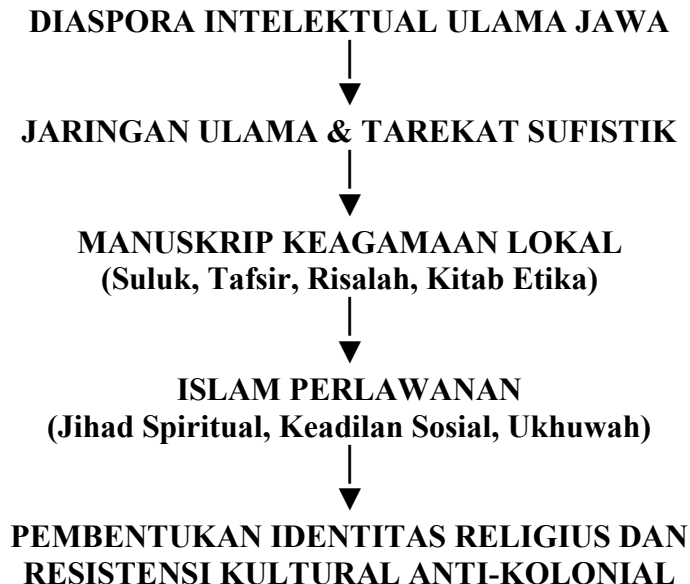 DIASPORA INTELEKTUAL ULAMA JAWA
JARINGAN ULAMA & TAREKAT SUFISTIK
MANUSKRIP KEAGAMAAN LOKAL
(Suluk, Tafsir, Risalah, Kitab Etika)
ISLAM PERLAWANAN
(Jihad Spiritual, Keadilan Sosial, Ukhuwah)
PEMBENTUKAN IDENTITAS RELIGIUS DAN
RESISTENSI KULTURAL ANTI-KOLONIAL